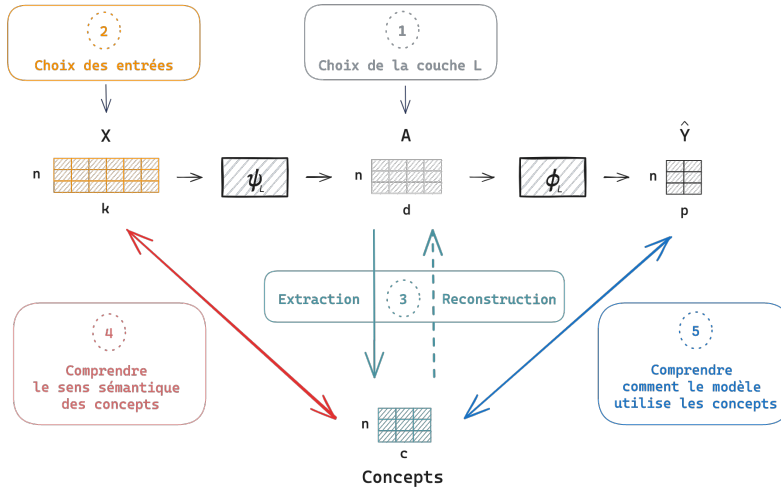 2
Choix des entrées
1
Choix de la couche L
X
A
Ŷ
n
ψL
n
ϕL
n
k
d
p
Extraction
3
Reconstruction
4
Comprendre
le sens sémantique
des concepts
5
Comprendre
comment le modèle
utilise les concepts
n
c
Concepts